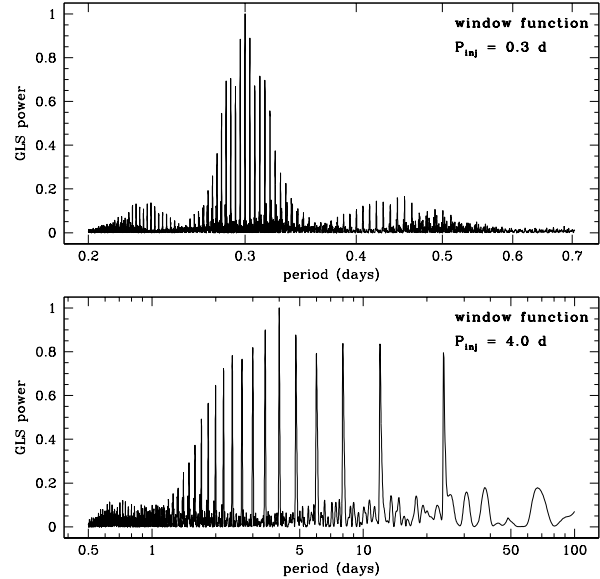 window function
P_inj = 0.3 d
GLS power
1
0.8
0.6
0.4
0.2
0
0.2 0.3 0.4 0.5 0.6 0.7
period (days)
window function
P_inj = 4.0 d
GLS power
1
0.8
0.6
0.4
0.2
0
0.5 1 5 10 50 100
period (days)